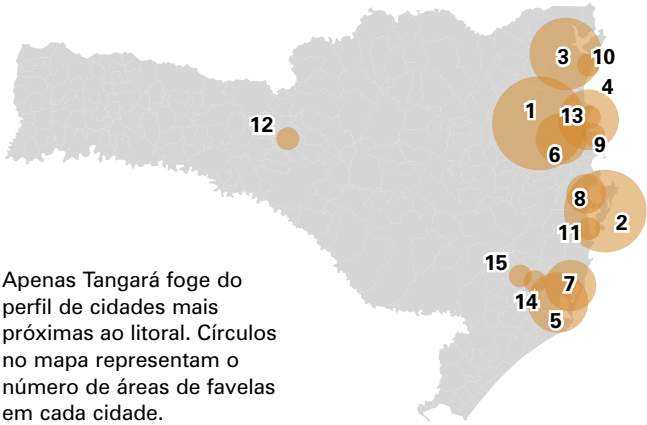 3
10
4
1
13
12
6
9
8
2
11
15
7
14
5
Apenas Tangará foge do
perfil de cidades mais
próximas ao litoral. Círculos
no mapa representam o
número de áreas de favelas
em cada cidade.